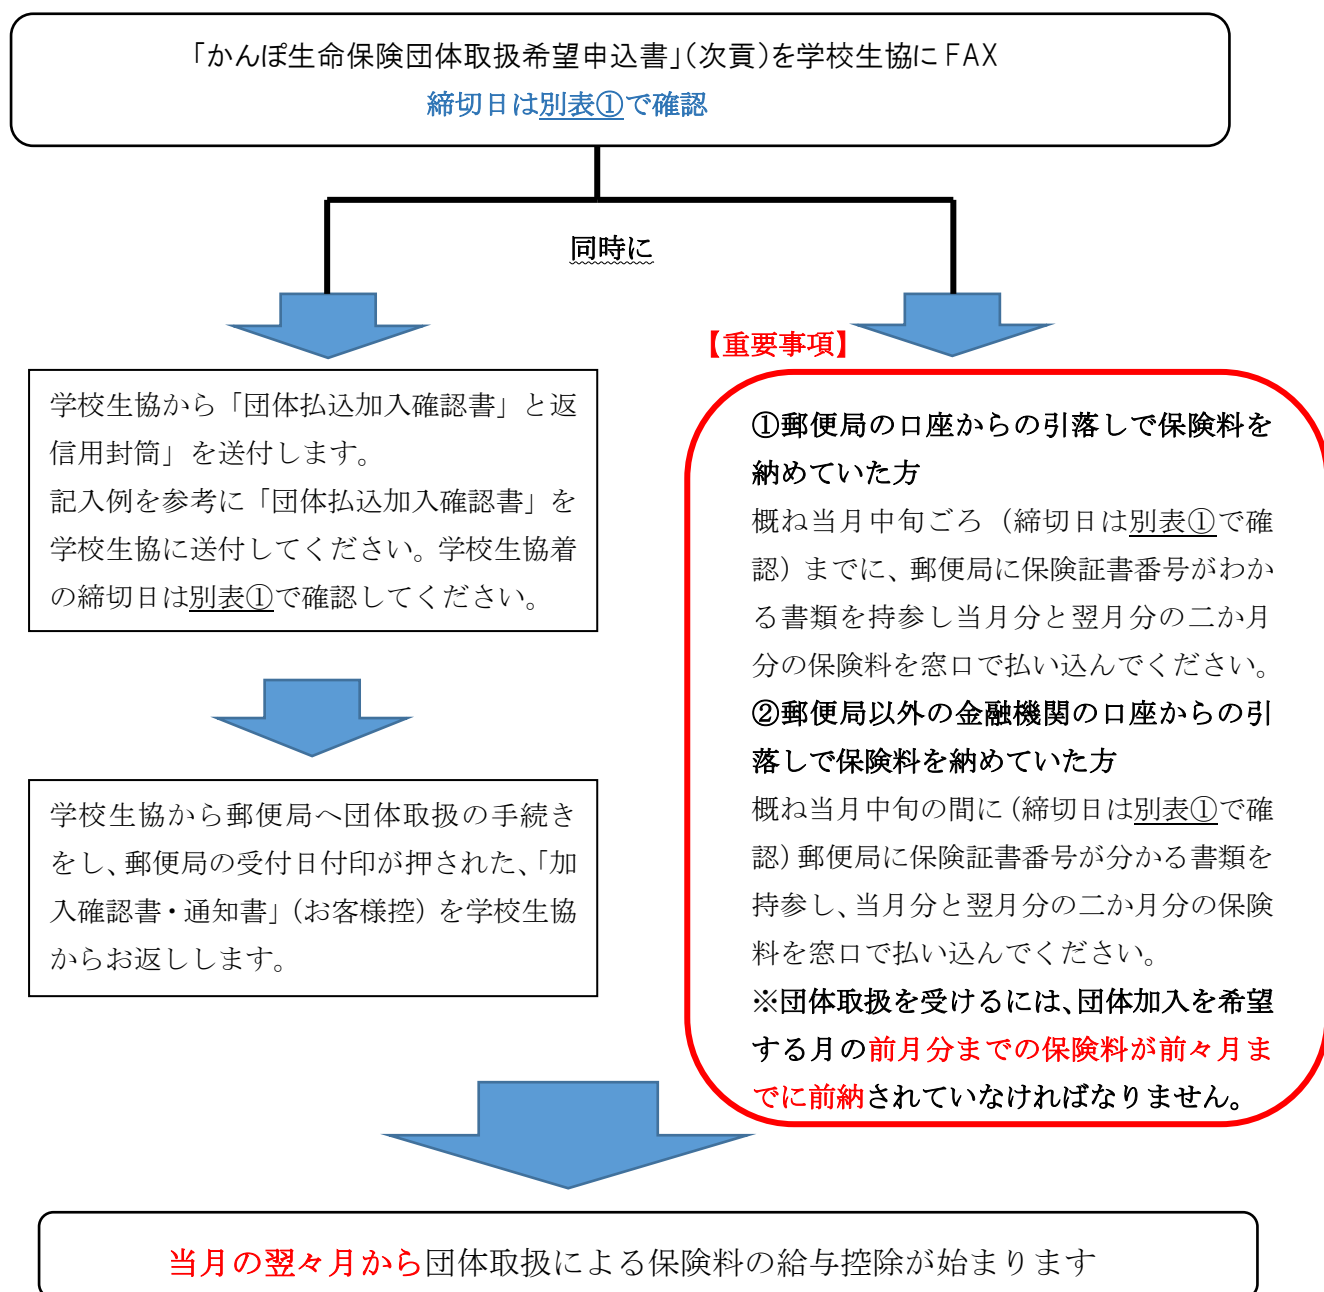 「かんぽ生命保険団体取扱希望申込書」（次頁）を学校生協にFAX
締切日は別表①で確認
同時に
学校生協から「団体払込加入確認書」と返
信用封筒」を送付します。
記入例を参考に「団体払込加入確認書」を
学校生協に送付してください。学校生協着
の締切日は別表①で確認してください。
学校生協から郵便局へ団体取扱の手続き
をし、郵便局の受付日付印が押された、「加
入確認書・通知書」（お客様控）を学校生協
からお返しします。
【重要事項】
①郵便局の口座からの引落しで保険料を
納めていた方
概ね当月中旬ごろ（締切日は別表①で確
認）までに、郵便局に保険証書番号がわか
る書類を持参し当月分と翌月分の二か月
分の保険料を窓口で払い込んでください。
②郵便局以外の金融機関の口座からの引
落しで保険料を納めていた方
概ね当月中旬の間に（締切日は別表①で確
認）郵便局に保険証書番号が分かる書類を
持参し、当月分と翌月分の二か月分の保険
料を窓口で払い込んでください。
※団体取扱を受けるには、団体加入を希望
する月の前月分までの保険料が前々月ま
でに前納されていなければなりません。
当月の翌々月から団体取扱による保険料の給与控除が始まります